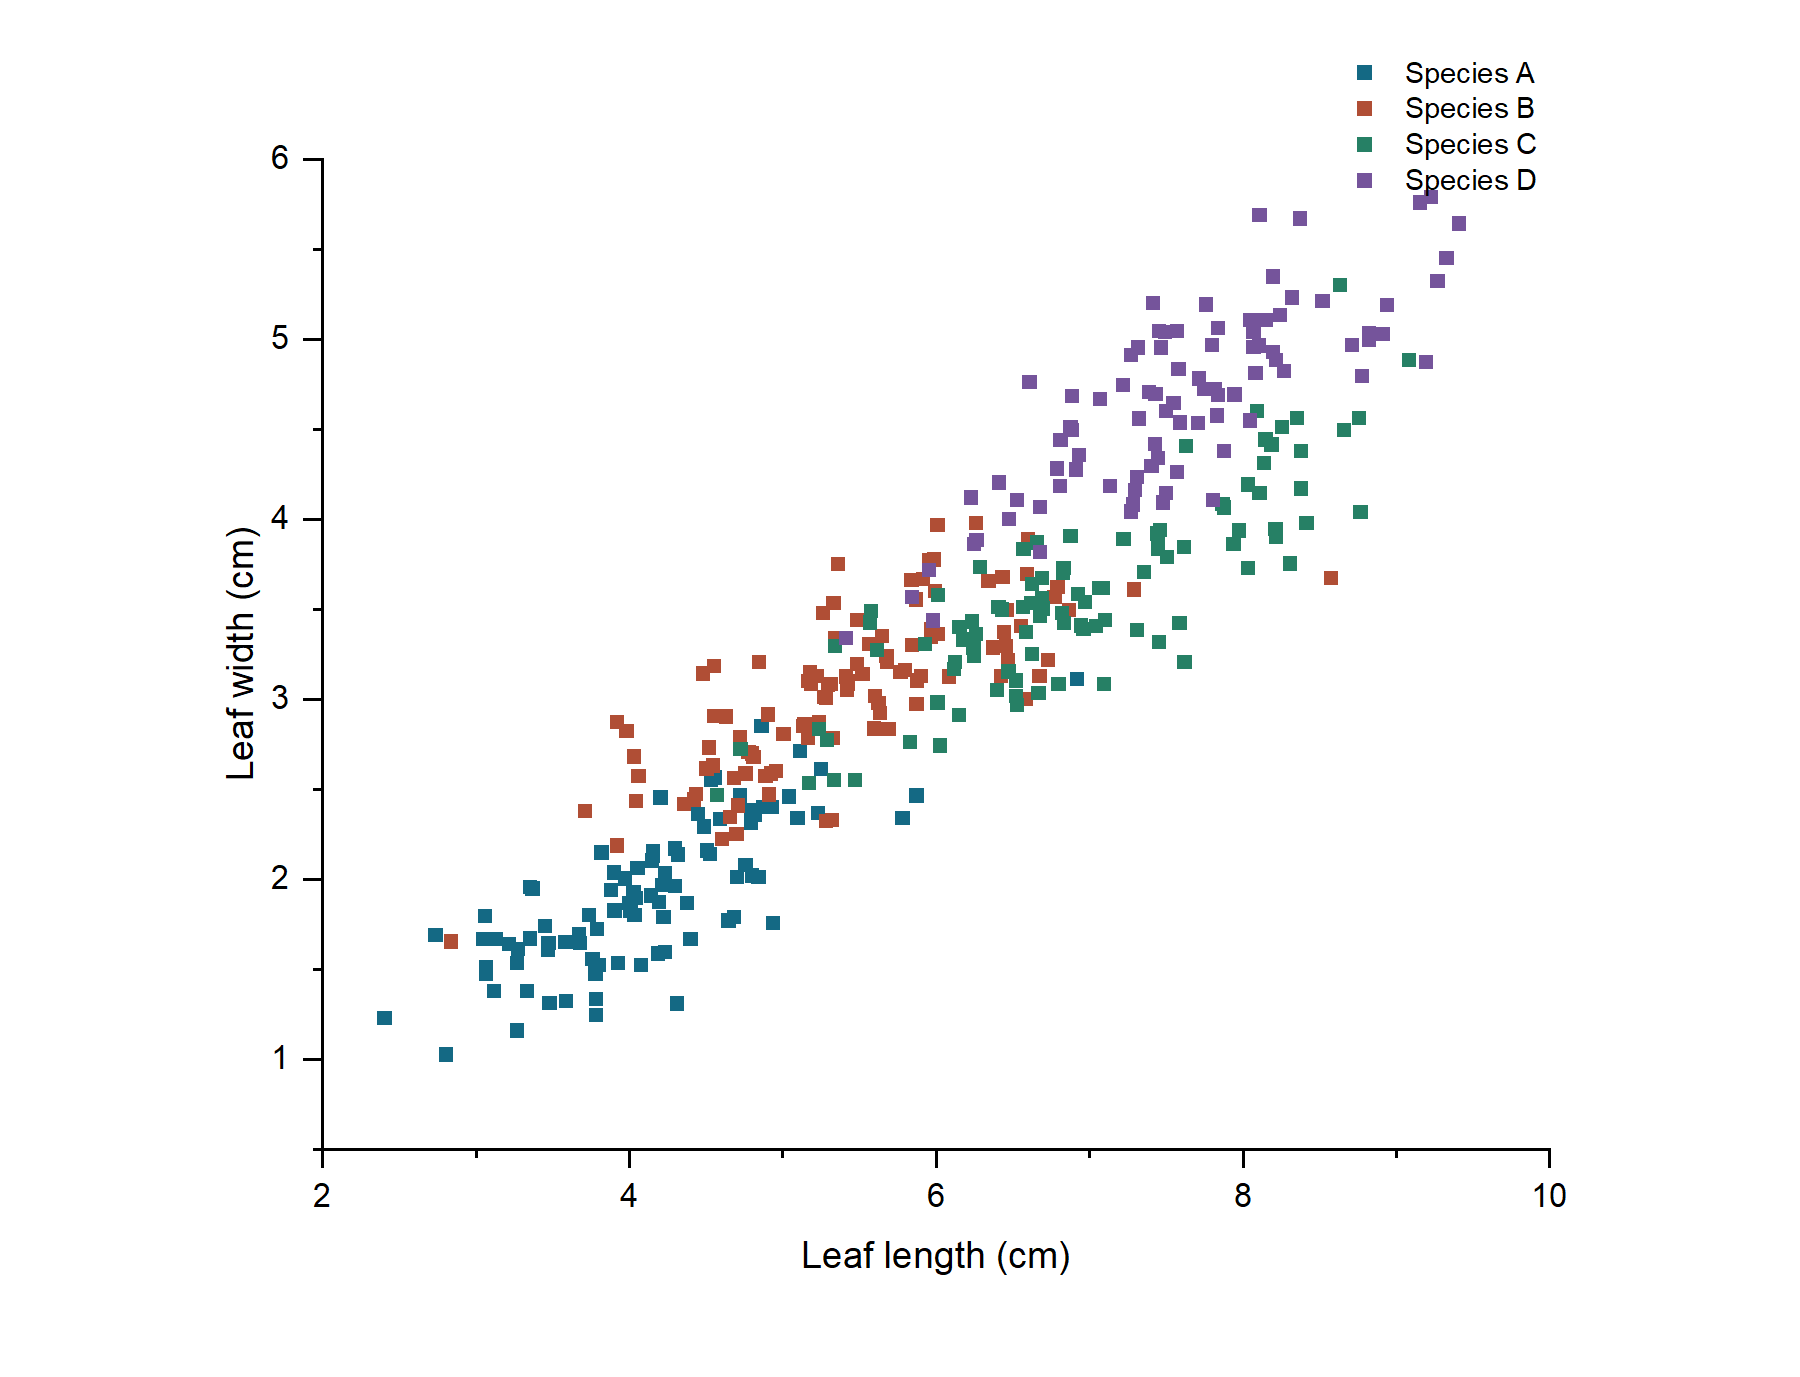 Species A
Species B
Species C
Species D
6
5
4
3
2
1
Leaf width (cm)
2 4 6 8 10
Leaf length (cm)